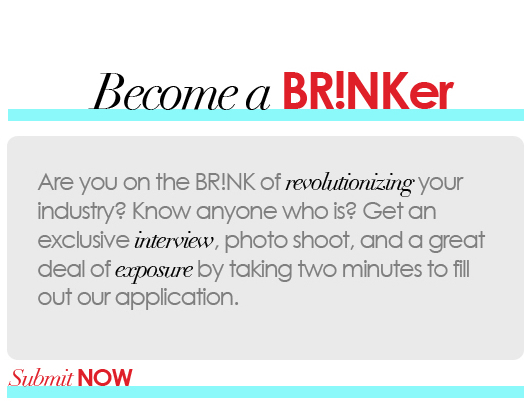 Become a BR!NKer
Are you on the BR!NK of revolutionizing your
industry? Know anyone who is? Get an
exclusive interview, photo shoot, and a great
deal of exposure by taking two minutes to fill
out our application.
Submit NOW